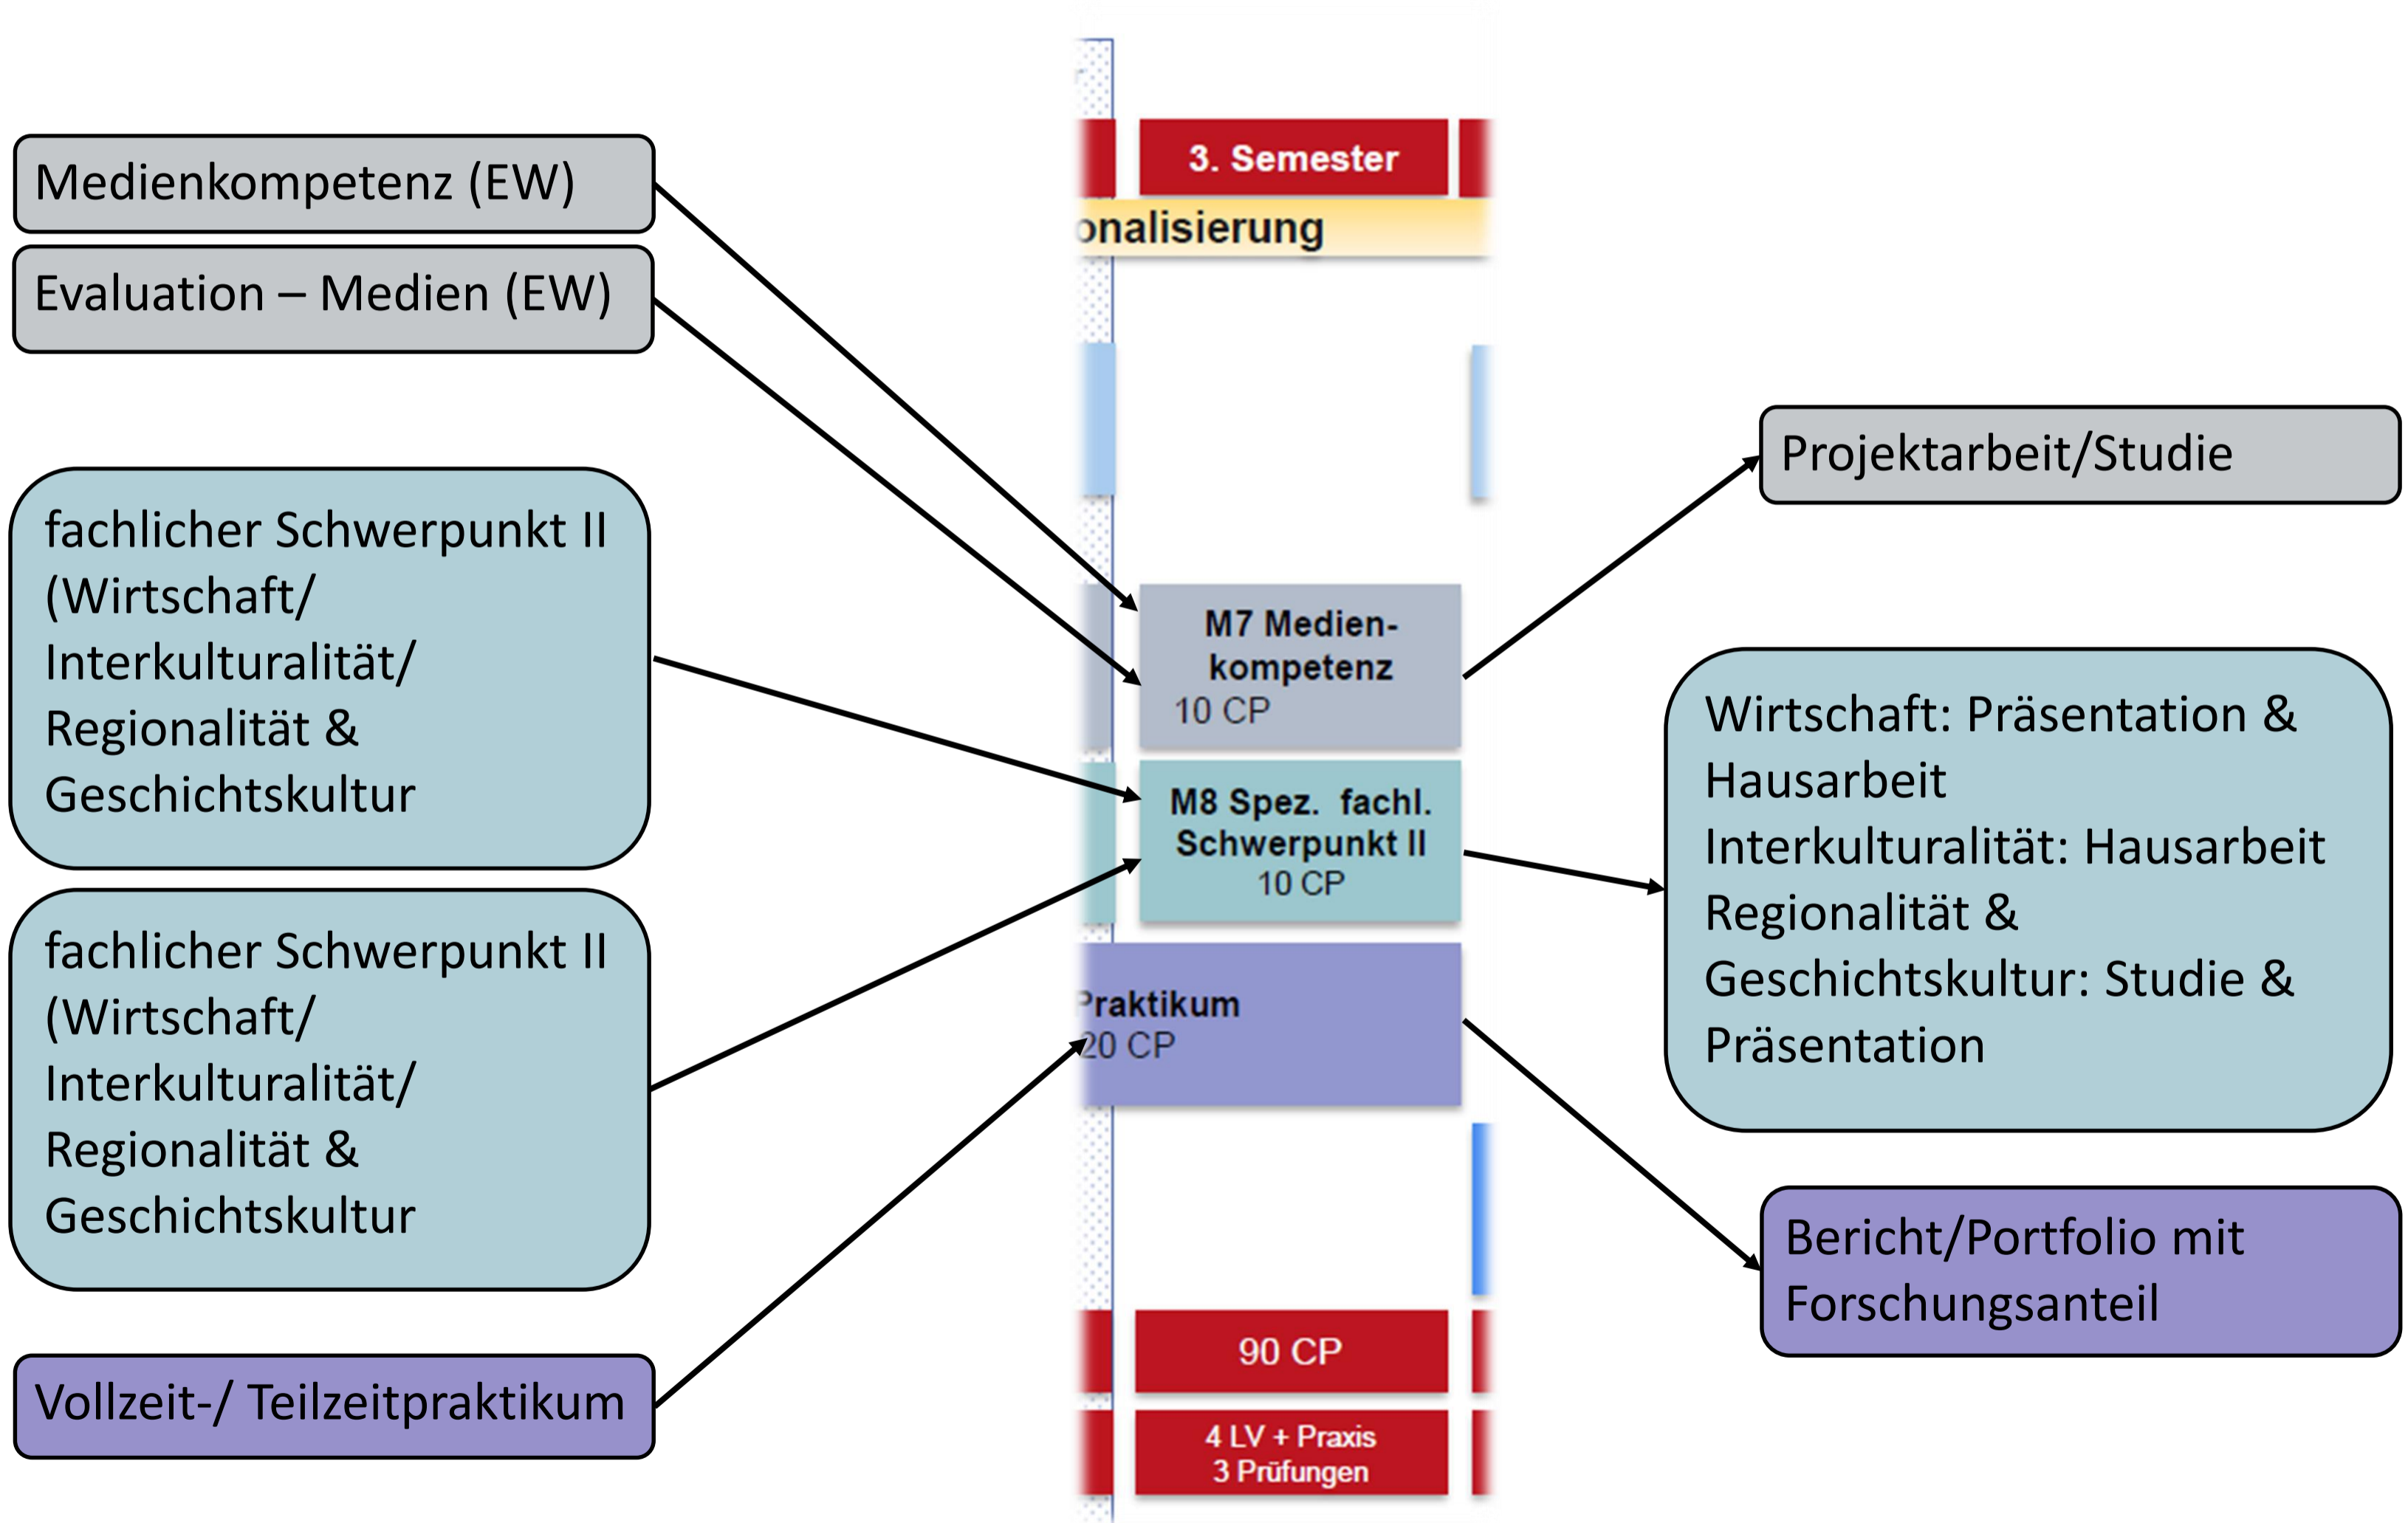 Medienkompetenz (EW)
Evaluation – Medien (EW)
fachlicher Schwerpunkt II
(Wirtschaft/
Interkulturalität/
Regionalität &
Geschichtskultur
fachlicher Schwerpunkt II
(Wirtschaft/
Interkulturalität/
Regionalität &
Geschichtskultur
Vollzeit-/ Teilzeitpraktikum
3. Semester
onalisierung
M7 Medien-
kompetenz
10 CP
M8 Spez. fachl.
Schwerpunkt II
10 CP
Praktikum
20 CP
90 CP
4 LV + Praxis
3 Prüfungen
Projektarbeit/Studie
Wirtschaft: Präsentation &
Hausarbeit
Interkulturalität: Hausarbeit
Regionalität &
Geschichtskultur: Studie &
Präsentation
Bericht/Portfolio mit
Forschungsanteil